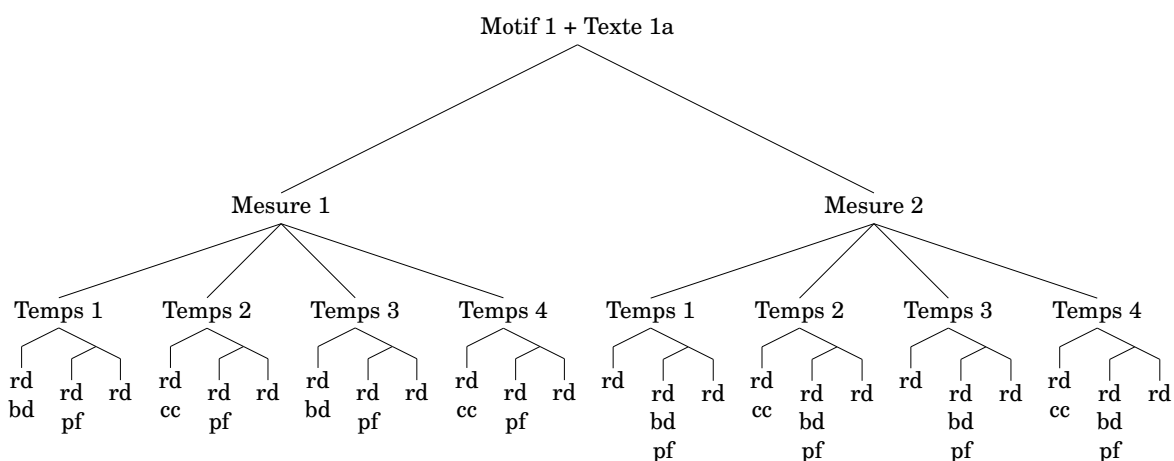 Motif 1 + Texte 1a
Mesure 1 Mesure 2
Temps 1 Temps 2 Temps 3 Temps 4 Temps 1 Temps 2 Temps 3 Temps 4
rd rd rd rd rd rd rd rd
rd rd rd rd rd rd rd rd rd rd rd rd rd rd rd rd
bd cc bd cc cc cc
pf pf pf pf bd bd bd bd
pf pf pf pf